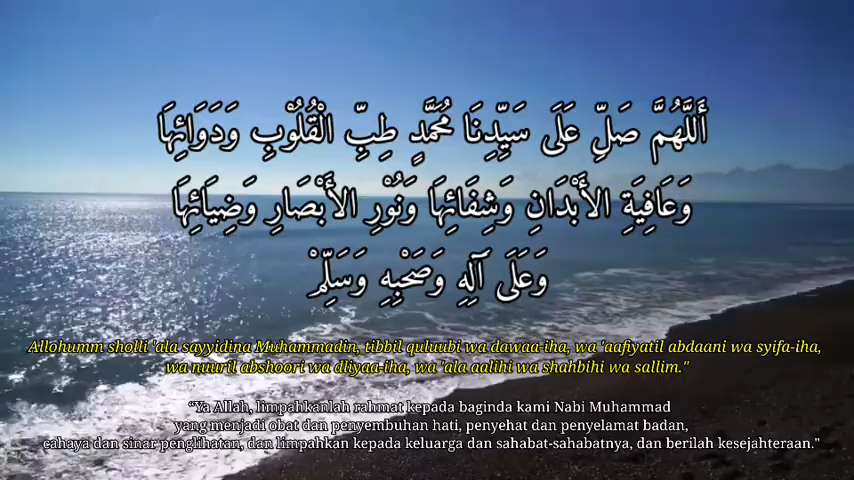 أَللَّهُمَّ صَلِّ عَلَى سَيِّدِنَا مُحَمَّدٍ طِبِّ الْقُلُوْبِ وَدَوَائِهَا
وَعَافِيَةِ الأَبْدَانِ وَشِفَائِهَا وَنُوْرِ الأَبْصَارِ وَضِيَائِهَا
وَعَلَى آلِهِ وَصَحْبِهِ وَسَلِّمْ
Allohumm sholli 'ala sayyidina Muhammadin, tibbil quluubi wa dawaa-iha, wa 'aafiyatil abdaani wa syifa-iha,
wa nuuril abshoori wa dliyaa-iha, wa 'ala aalihi wa shahbihi wa sallim."
“Ya Allah, limpahkanlah rahmat kepada baginda kami Nabi Muhammad
yang menjadi obat dan penyembuhan hati, penyehat dan penyelamat badan,
cahaya dan sinar penglihatan, dan limpahkan kepada keluarga dan sahabat-sahabatnya, dan berilah kesejahteraan.”